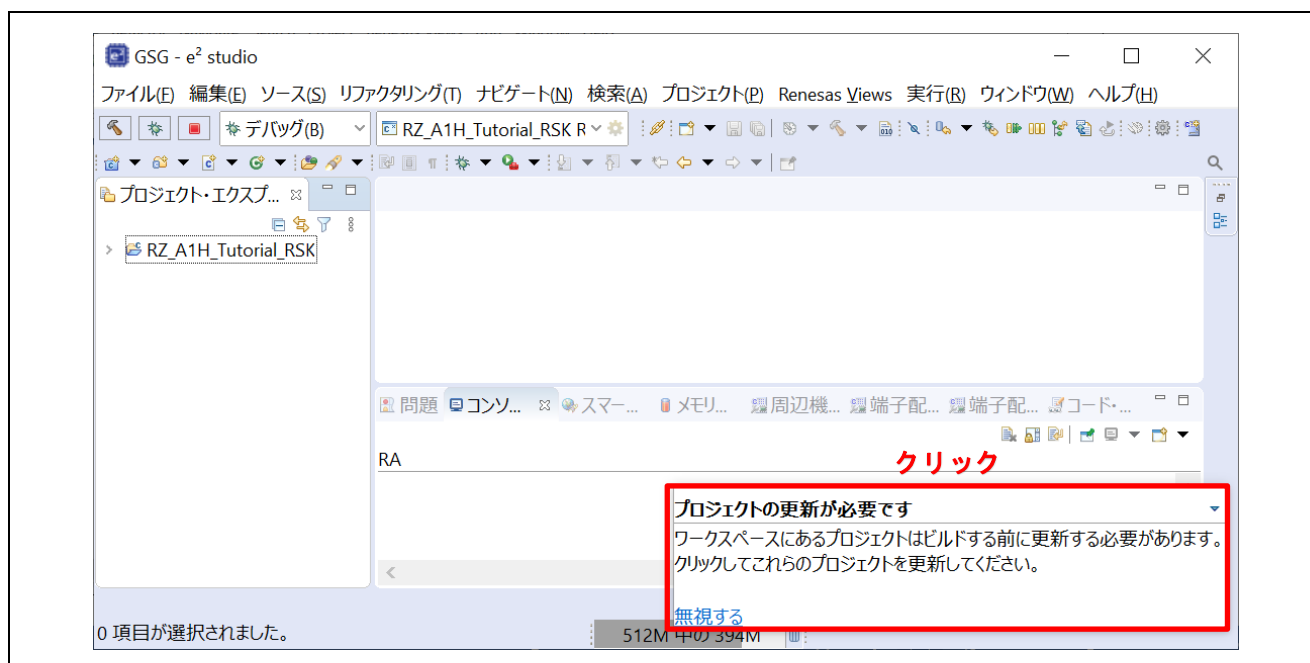 GSG - e² studio
ファイル(F) 編集(E) ソース(S) リファクタリング(T) ナビゲート(N) 検索(A) プロジェクト(P) Renesas Views 実行(R) ウィンドウ(W) ヘルプ(H)
デバッグ(B) RZ_A1H_Tutorial_RSK R
プロジェクト・エクスプ...
RZ_A1H_Tutorial_RSK
問題 コンソ... スマー... メモリ... 周辺機... 端子配... 端子配... コード・...
RA
クリック
プロジェクトの更新が必要です
ワークスペースにあるプロジェクトはビルドする前に更新する必要があります。
クリックしてこれらのプロジェクトを更新してください。
無視する
0 項目が選択されました。
512M 中の 394M